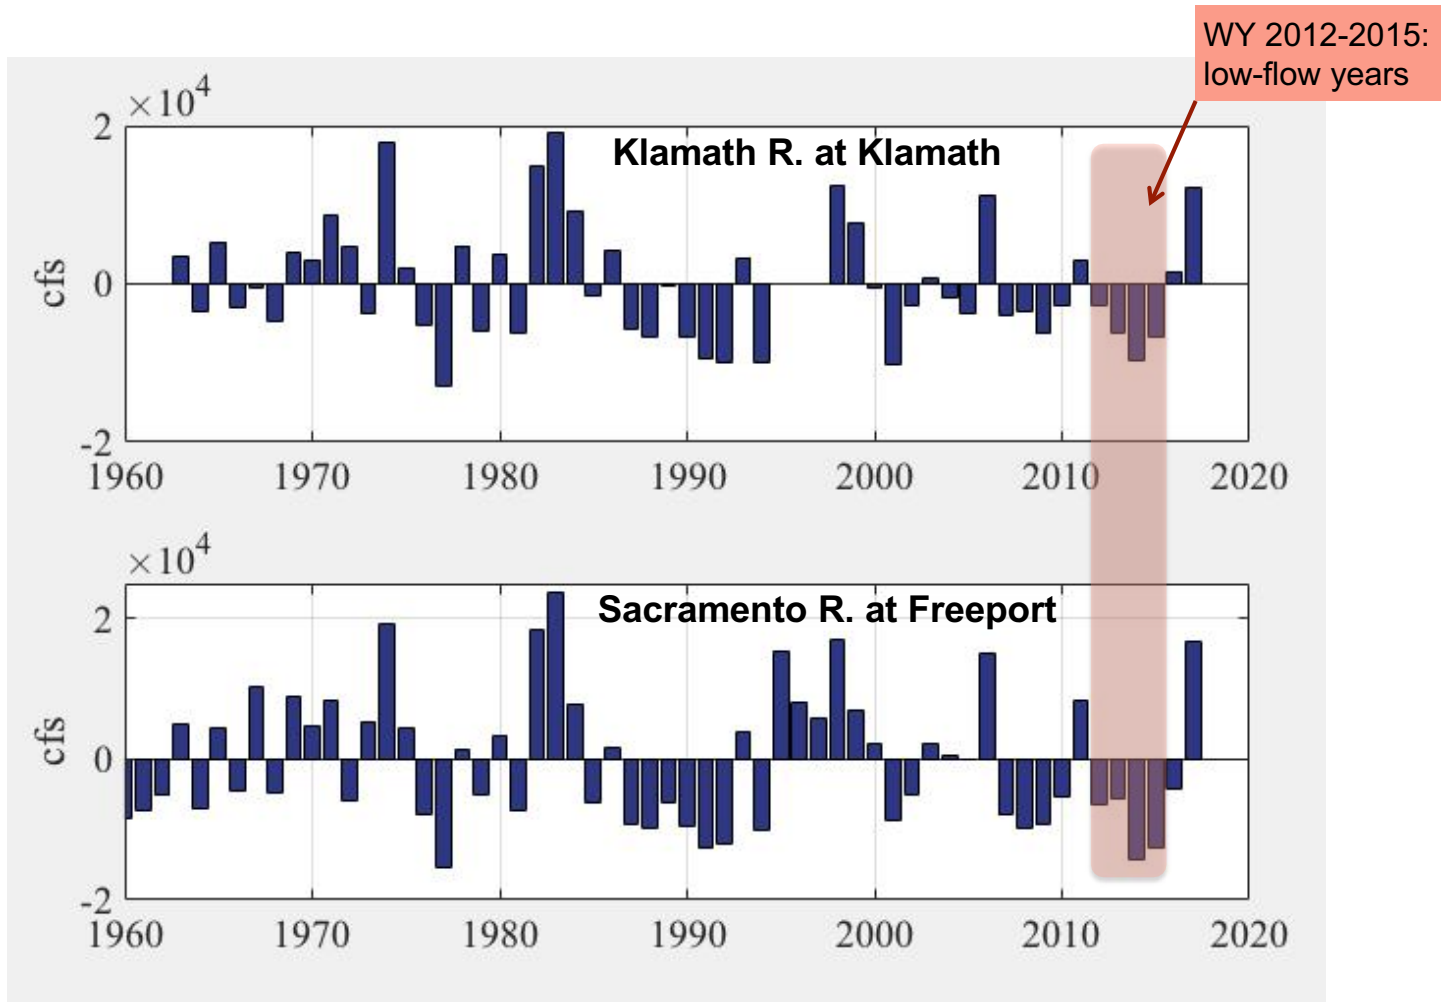 WY 2012-2015:
low-flow years
×10^4
Klamath R. at Klamath
2
0
-2
cfs
1960 1970 1980 1990 2000 2010 2020
×10^4
Sacramento R. at Freeport
2
0
-2
cfs
1960 1970 1980 1990 2000 2010 2020